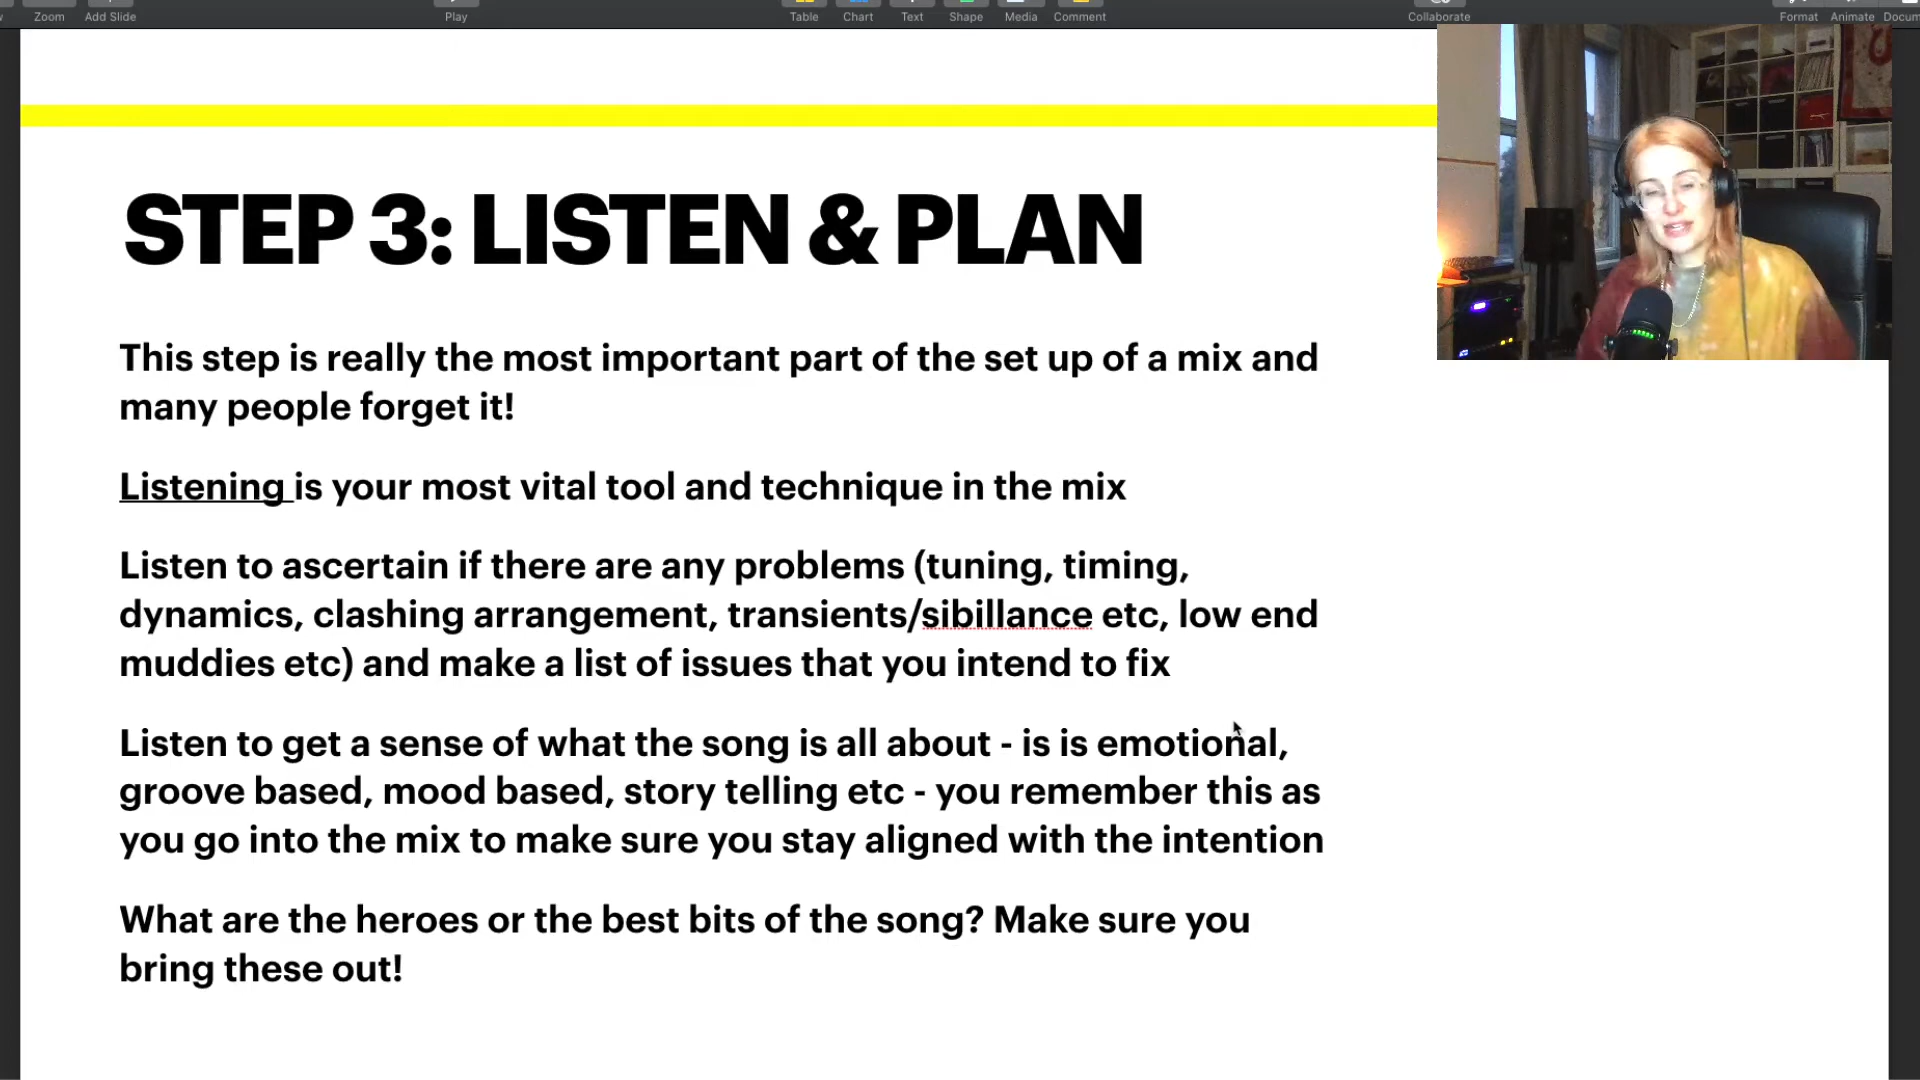 Zoom
Add Slide
Play
Table
Chart
Text
Shape
Media
Comment
Collaborate
Format
Animate
STEP 3: LISTEN & PLAN
This step is really the most important part of the set up of a mix and
many people forget it!
Listening is your most vital tool and technique in the mix
Listen to ascertain if there are any problems (tuning, timing,
dynamics, clashing arrangement, transients/sibillance etc, low end
muddies etc) and make a list of issues that you intend to fix
Listen to get a sense of what the song is all about - is is emotional,
groove based, mood based, story telling etc - you remember this as
you go into the mix to make sure you stay aligned with the intention
What are the heroes or the best bits of the song? Make sure you
bring these out!